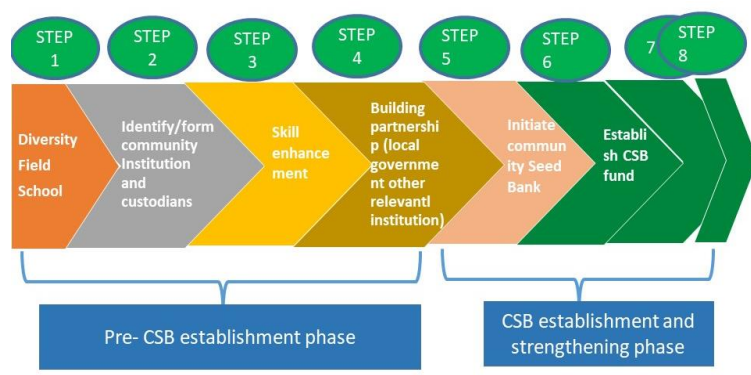 STEP
1
STEP
2
STEP
3
STEP
4
STEP
5
STEP
6
7
STEP
8
Diversity
Field
School
Identify/form
community
Institution
and
custodians
Skill
enhance
ment
Building
partnershi
p (local
governme
nt other
relevantl
institution)
Initiate
commun
ity Seed
Bank
Establi
sh CSB
fund
Pre- CSB establishment phase
CSB establishment and
strengthening phase